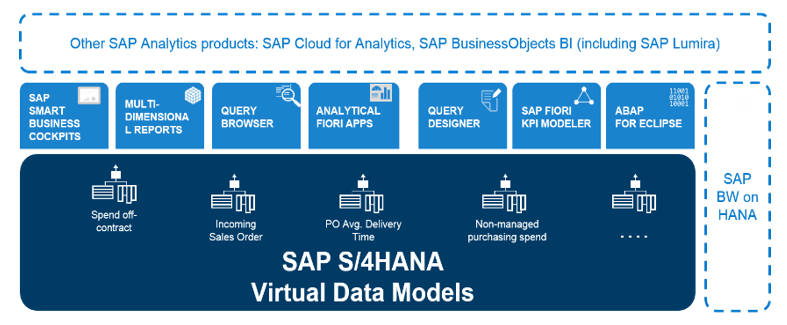 Other SAP Analytics products: SAP Cloud for Analytics, SAP BusinessObjects BI (including SAP Lumira)
SAP
SMART
BUSINESS
COCKPITS
MULTI-
DIMENSIONA
L REPORTS
QUERY
BROWSER
ANALYTICAL
FIORI APPS
QUERY
DESIGNER
SAP FIORI
KPI MODELER
11001
01010
10001
ABAP
FOR ECLIPSE
SAP
BW on
HANA
Spend off-
contract
Incoming
Sales Order
PO Avg. Delivery
Time
Non-managed
purchasing spend
. . . .
SAP S/4HANA
Virtual Data Models